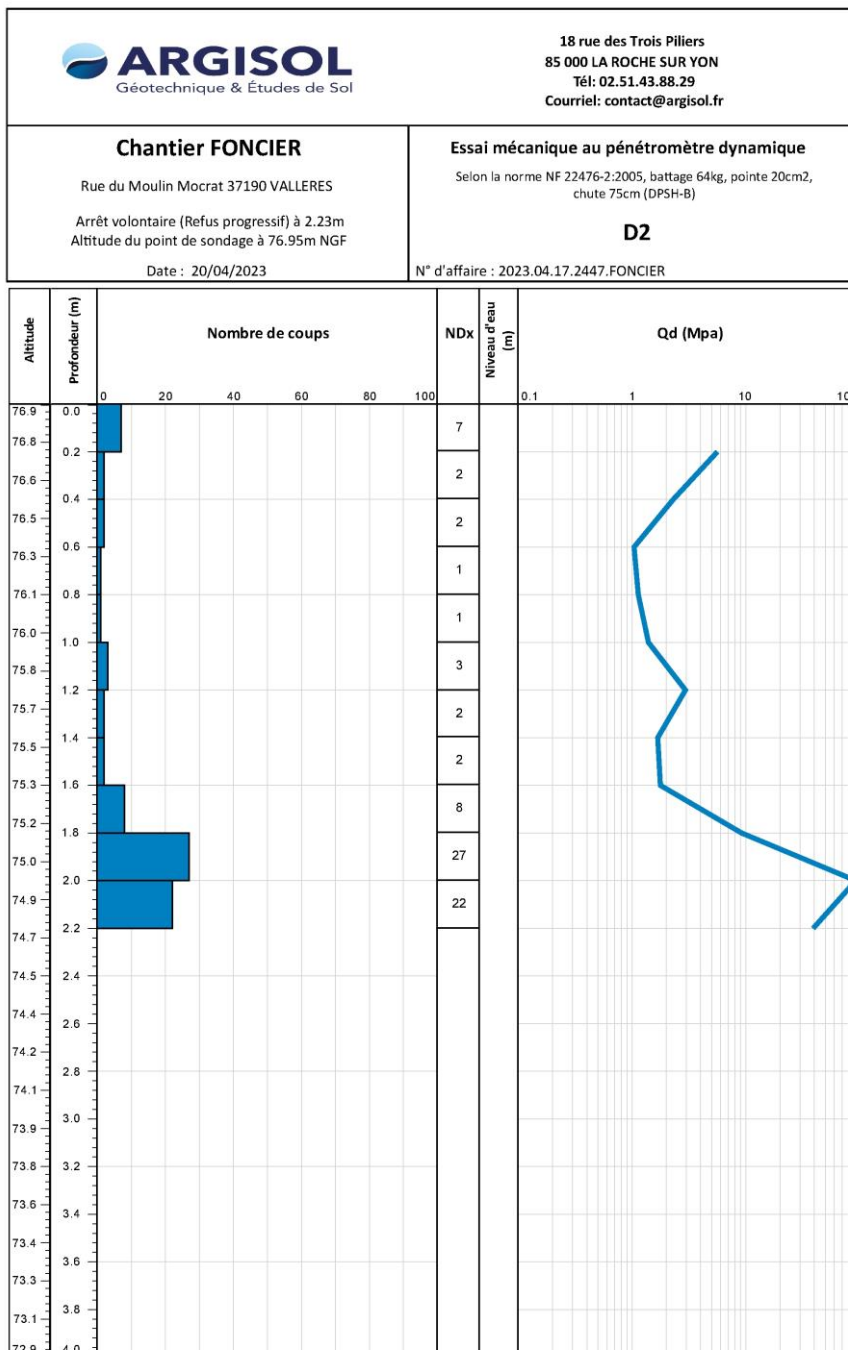 ARGISOL
Géotechnique & Études de Sol
18 rue des Trois Piliers
85 000 LA ROCHE SUR YON
Tél: 02.51.43.88.29
Courriel: contact@argisol.fr
Chantier FONCIER
Rue du Moulin Mocrat 37190 VALLERES
Arrêt volontaire (Refus progressif) à 2.23m
Altitude du point de sondage à 76.95m NGF
Date : 20/04/2023
Essai mécanique au pénétromètre dynamique
Selon la norme NF 22476-2:2005, battage 64kg, pointe 20cm2,
chute 75cm (DPSH-B)
D2
N° d'affaire : 2023.04.17.2447.FONCIER
Altitude
Profondeur (m)
Nombre de coups
NDx
Niveau d'eau
(m)
Qd (Mpa)
0 20 40 60 80 100
0.1 1 10 10
76.9 0.0
7
76.8
0.2
76.6 2
0.4
76.5 2
0.6
76.3
1
76.1 0.8
1
76.0
1.0
75.8 3
1.2
75.7 2
1.4
75.5 2
75.3 1.6
8
75.2 1.8
75.0 27
2.0
74.9 22
74.7 2.2
2.4
74.5
74.4 2.6
74.2 2.8
74.1
3.0
73.9
73.8 3.2
73.6
3.4
73.4
73.3 3.6
73.1 3.8
72.9 4.0